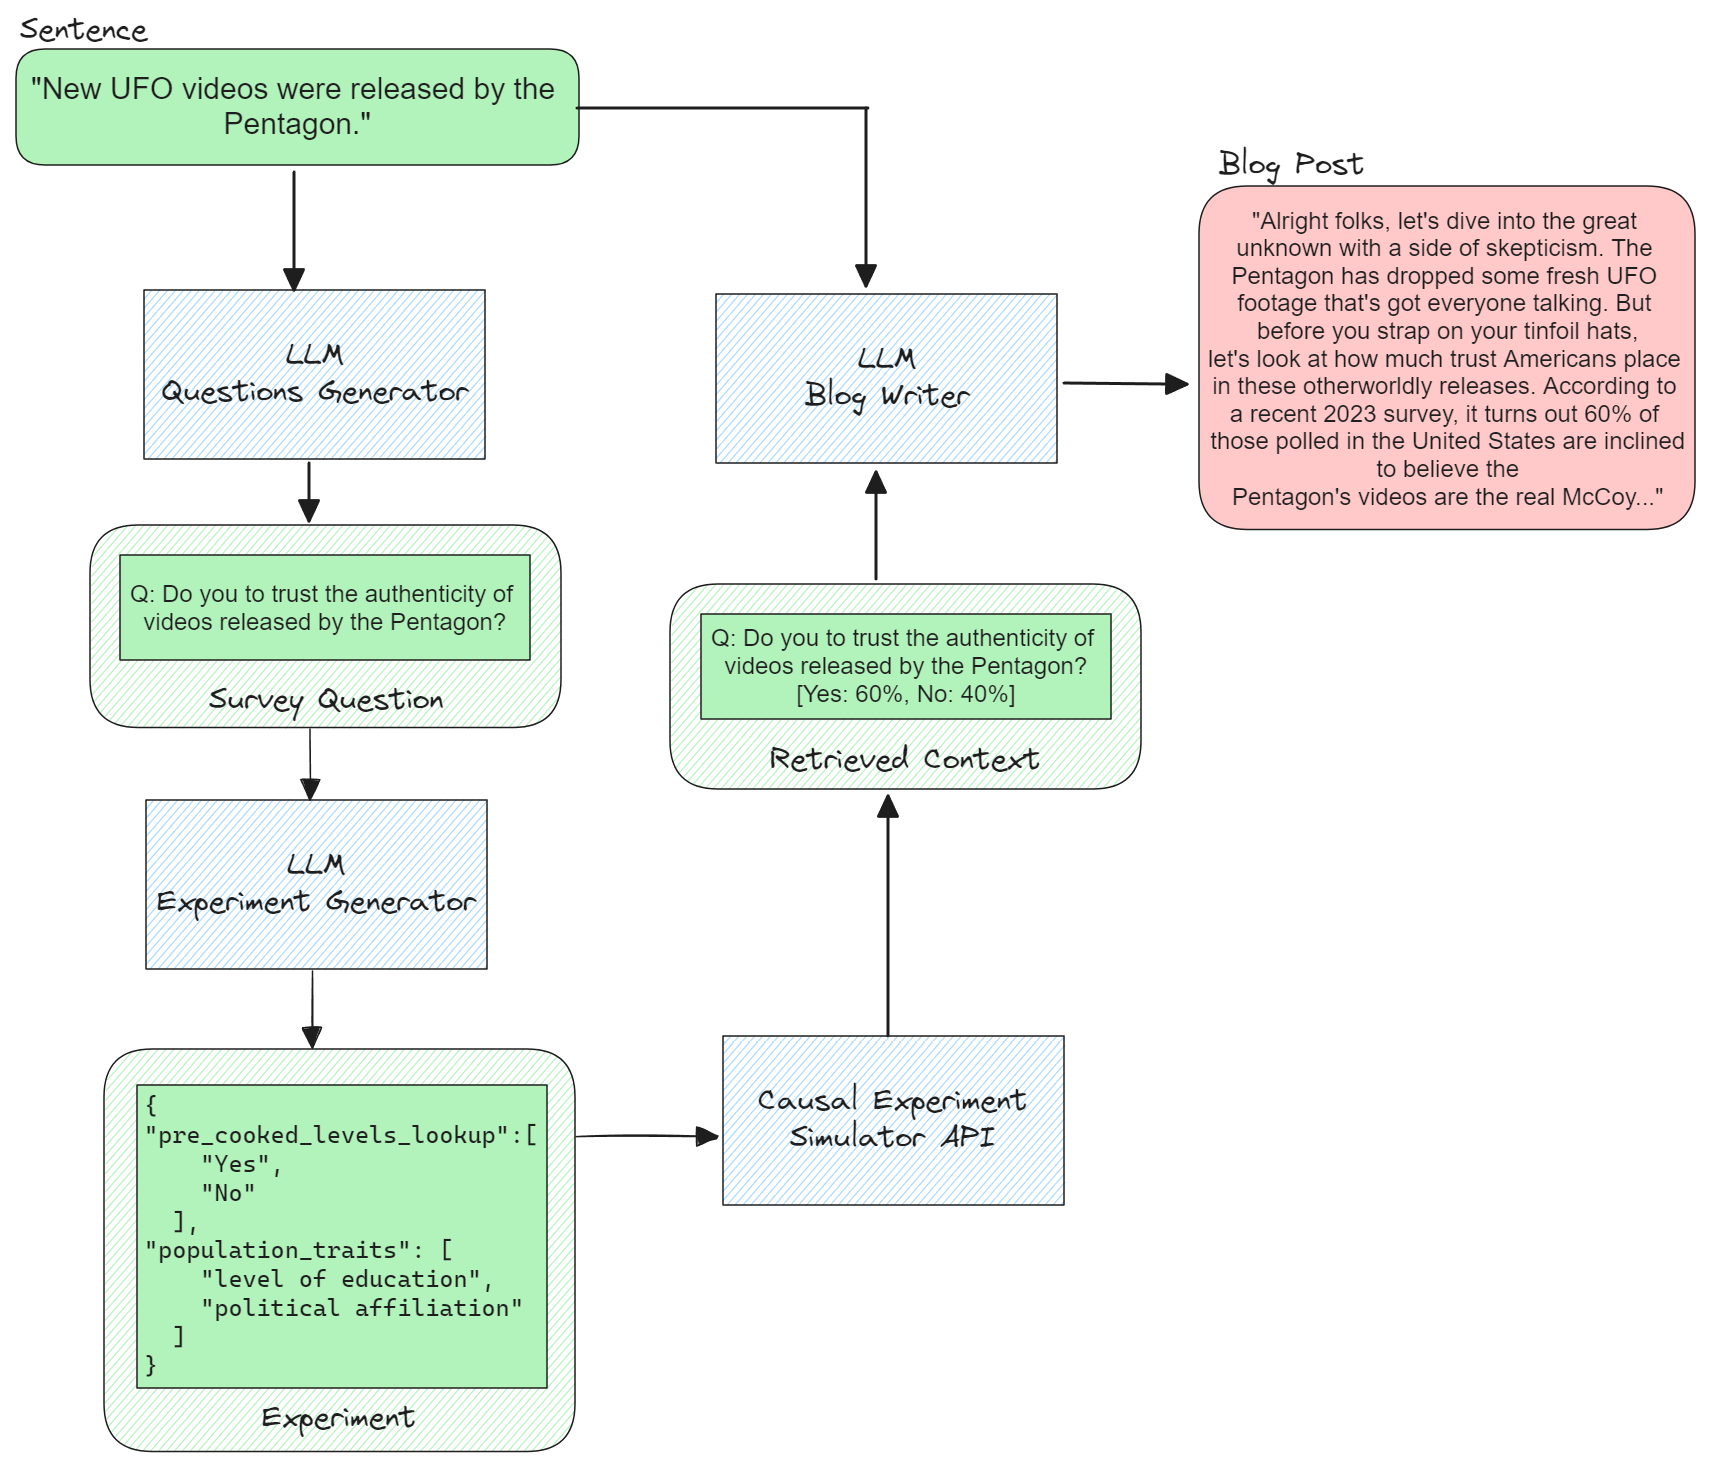 Sentence
"New UFO videos were released by the
Pentagon."
LLM
Questions Generator
Q: Do you to trust the authenticity of
videos released by the Pentagon?
Survey Question
LLM
Experiment Generator
{
"pre_cooked_levels_lookup":[
    "Yes",
    "No"
  ],
"population_traits": [
    "level of education",
    "political affiliation"
  ]
}
Experiment
Causal Experiment
Simulator API
Q: Do you to trust the authenticity of
videos released by the Pentagon?
[Yes: 60%, No: 40%]
Retrieved Context
LLM
Blog Writer
Blog Post
"Alright folks, let's dive into the great
unknown with a side of skepticism. The
Pentagon has dropped some fresh UFO
footage that's got everyone talking. But
before you strap on your tinfoil hats,
let's look at how much trust Americans place
in these otherworldly releases. According to
a recent 2023 survey, it turns out 60% of
those polled in the United States are inclined
to believe the
Pentagon's videos are the real McCoy..."